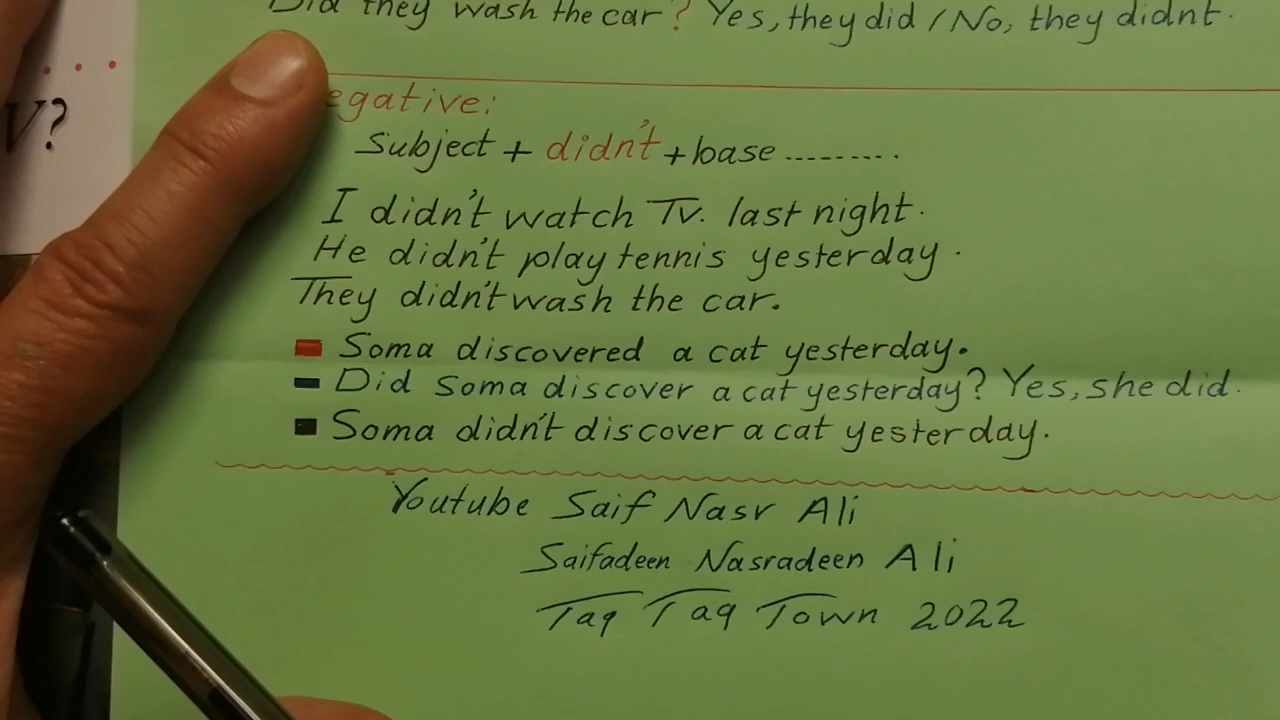 Did they wash the car? Yes, they did / No, they didnt.
V?
egative:
Subject + didn't + base ..........
I didn't watch Tv. last night.
He didn't play tennis yesterday.
They didn't wash the car.
Soma discovered a cat yesterday.
Did Soma discover a cat yesterday? Yes, she did.
Soma didn't discover a cat yesterday.
Youtube Saif Nasr Ali
Saifadeen Nasradeen Ali
Taq Taq Town 2022